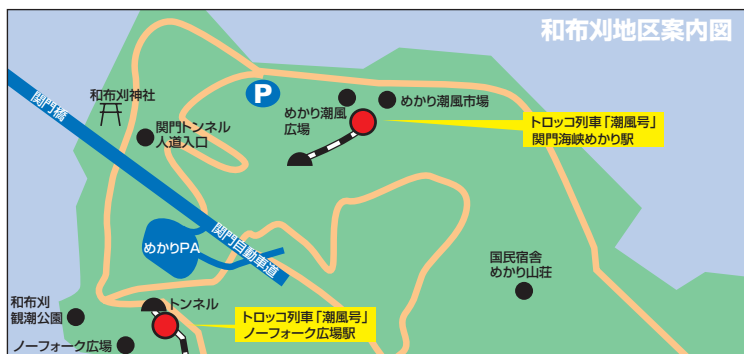 和布刈地区案内図
関門橋
和布刈神社
関門トンネル
人道入口
P
めかり潮風
広場
めかり潮風市場
トロッコ列車「潮風号」
関門海峡めかり駅
めかりPA
関門自動車道
国民宿舎
めかり山荘
和布刈
観潮公園
トンネル
トロッコ列車「潮風号」
ノーフォーク広場駅
ノーフォーク広場